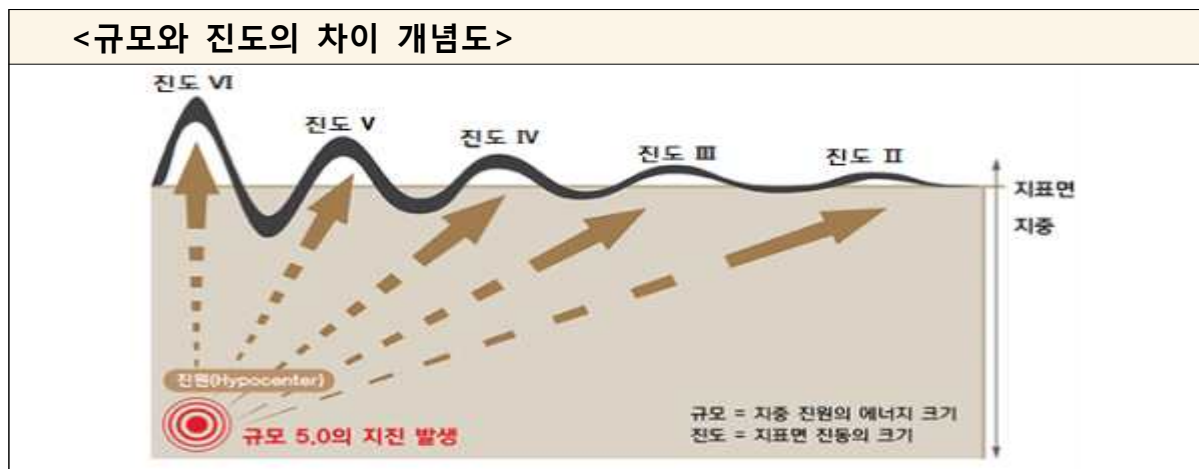 <규모와 진도의 차이 개념도>
진도 Ⅵ
진도 Ⅴ
진도 Ⅳ
진도 Ⅲ
진도 Ⅱ
지표면
지중
진원(Hypocenter)
규모 5.0의 지진 발생
규모 = 지중 진원의 에너지 크기
진도 = 지표면 진동의 크기